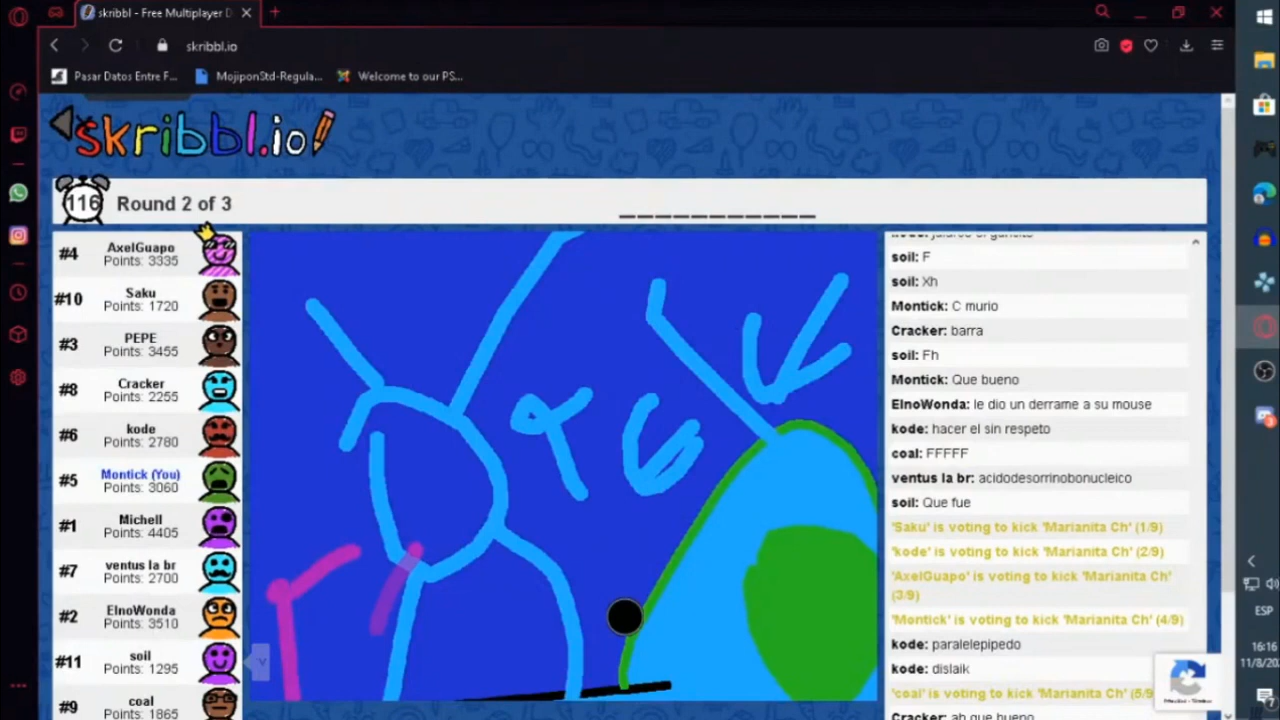 skribbl - Free Multiplayer D
skribbl.io
Pasar Datos Entre F...
MojiponStd-Regula...
Welcome to our PS...
skribbl.io
116
Round 2 of 3
#4
AxelGuapo
Points: 3335
#10
Saku
Points: 1720
#3
PEPE
Points: 3455
#8
Cracker
Points: 2255
#6
kode
Points: 2780
#5
Montick (You)
Points: 3060
#1
Michell
Points: 4405
#7
ventus la br
Points: 2700
#2
ElnoWonda
Points: 3510
#11
soil
Points: 1295
#9
coal
Points: 1865
soil: F
soil: Xh
Montick: C murio
Cracker: barra
soil: Fh
Montick: Que bueno
ElnoWonda: le dio un derrame a su mouse
kode: hacer el sin respeto
coal: FFFFF
ventus la br: acidodesorrinobonucleico
soil: Que fue
'Saku' is voting to kick 'Marianita Ch' (1/9)
'kode' is voting to kick 'Marianita Ch' (2/9)
'AxelGuapo' is voting to kick 'Marianita Ch'
(3/9)
'Montick' is voting to kick 'Marianita Ch' (4/9)
kode: paralelepipedo
kode: dislaik
is voting to kick 'Marianita Ch' (5/9
Cracker: ah que bueno
ESP
16:16
11/8/20